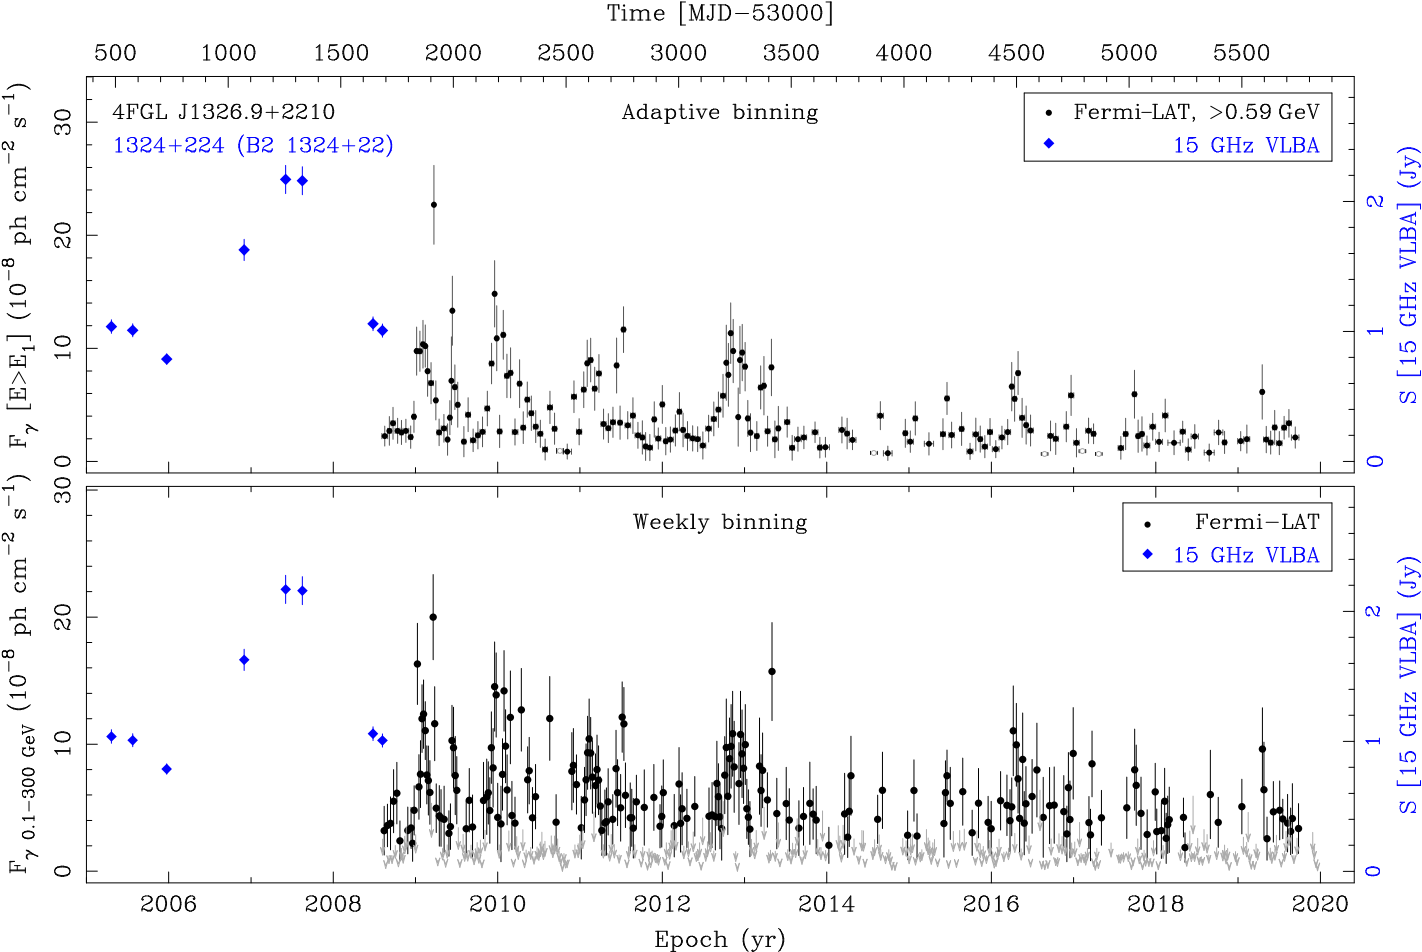 Time [MJD−53000]
500 1000 1500 2000 2500 3000 3500 4000 4500 5000 5500
4FGL J1326.9+2210
1324+224 (B2 1324+22)
Adaptive binning
Fermi−LAT, >0.59 GeV
15 GHz VLBA
F_γ [E>E_1] (10^−8 ph cm^−2 s^−1)
30
20
10
0
2
1
0
S [15 GHz VLBA] (Jy)
Weekly binning
Fermi−LAT
15 GHz VLBA
F_γ 0.1−300 GeV (10^−8 ph cm^−2 s^−1)
30
20
10
0
2
1
0
S [15 GHz VLBA] (Jy)
2006 2008 2010 2012 2014 2016 2018 2020
Epoch (yr)